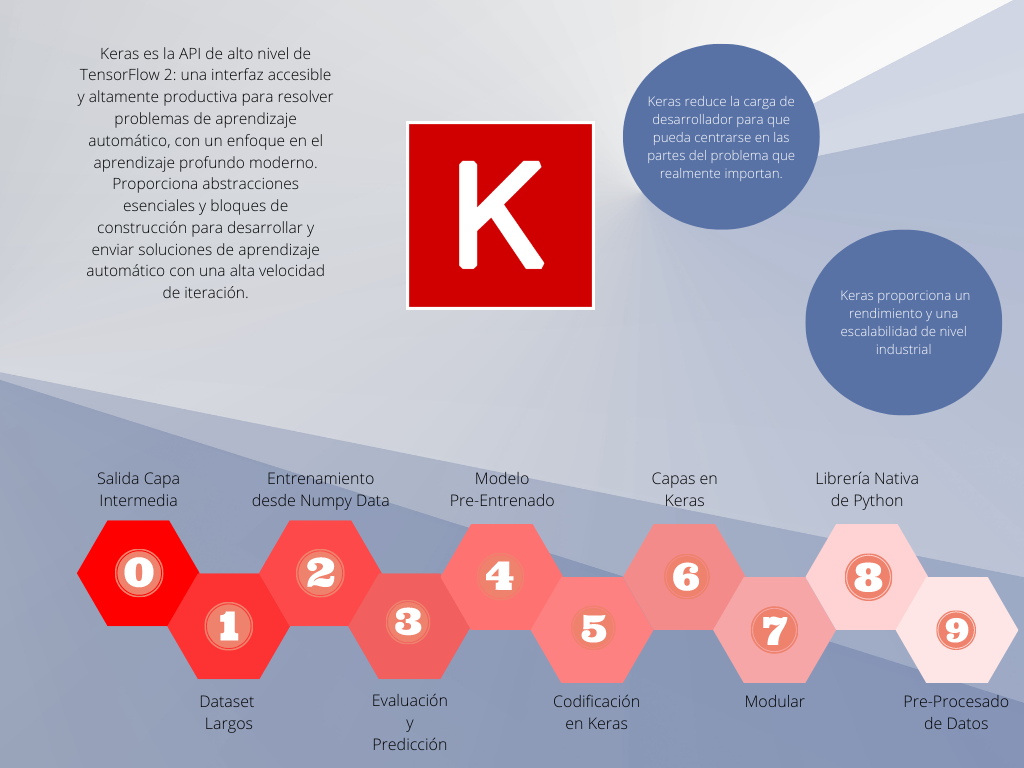 Keras es la API de alto nivel de
TensorFlow 2: una interfaz accesible
y altamente productiva para resolver
problemas de aprendizaje
automático, con un enfoque en el
aprendizaje profundo moderno.
Proporciona abstracciones
esenciales y bloques de
construcción para desarrollar y
enviar soluciones de aprendizaje
automático con una alta velocidad
de iteración.
K
Keras reduce la carga de
desarrollador para que
pueda centrarse en las
partes del problema que
realmente importan.
Keras proporciona un
rendimiento y una
escalabilidad de nivel
industrial
Salida Capa
Intermedia
0
1
Dataset
Largos
Entrenamiento
desde Numpy Data
2
3
Evaluación
y
Predicción
Modelo
Pre-Entrenado
4
5
Codificación
en Keras
Capas en
Keras
6
7
Modular
Librería Nativa
de Python
8
9
Pre-Procesado
de Datos